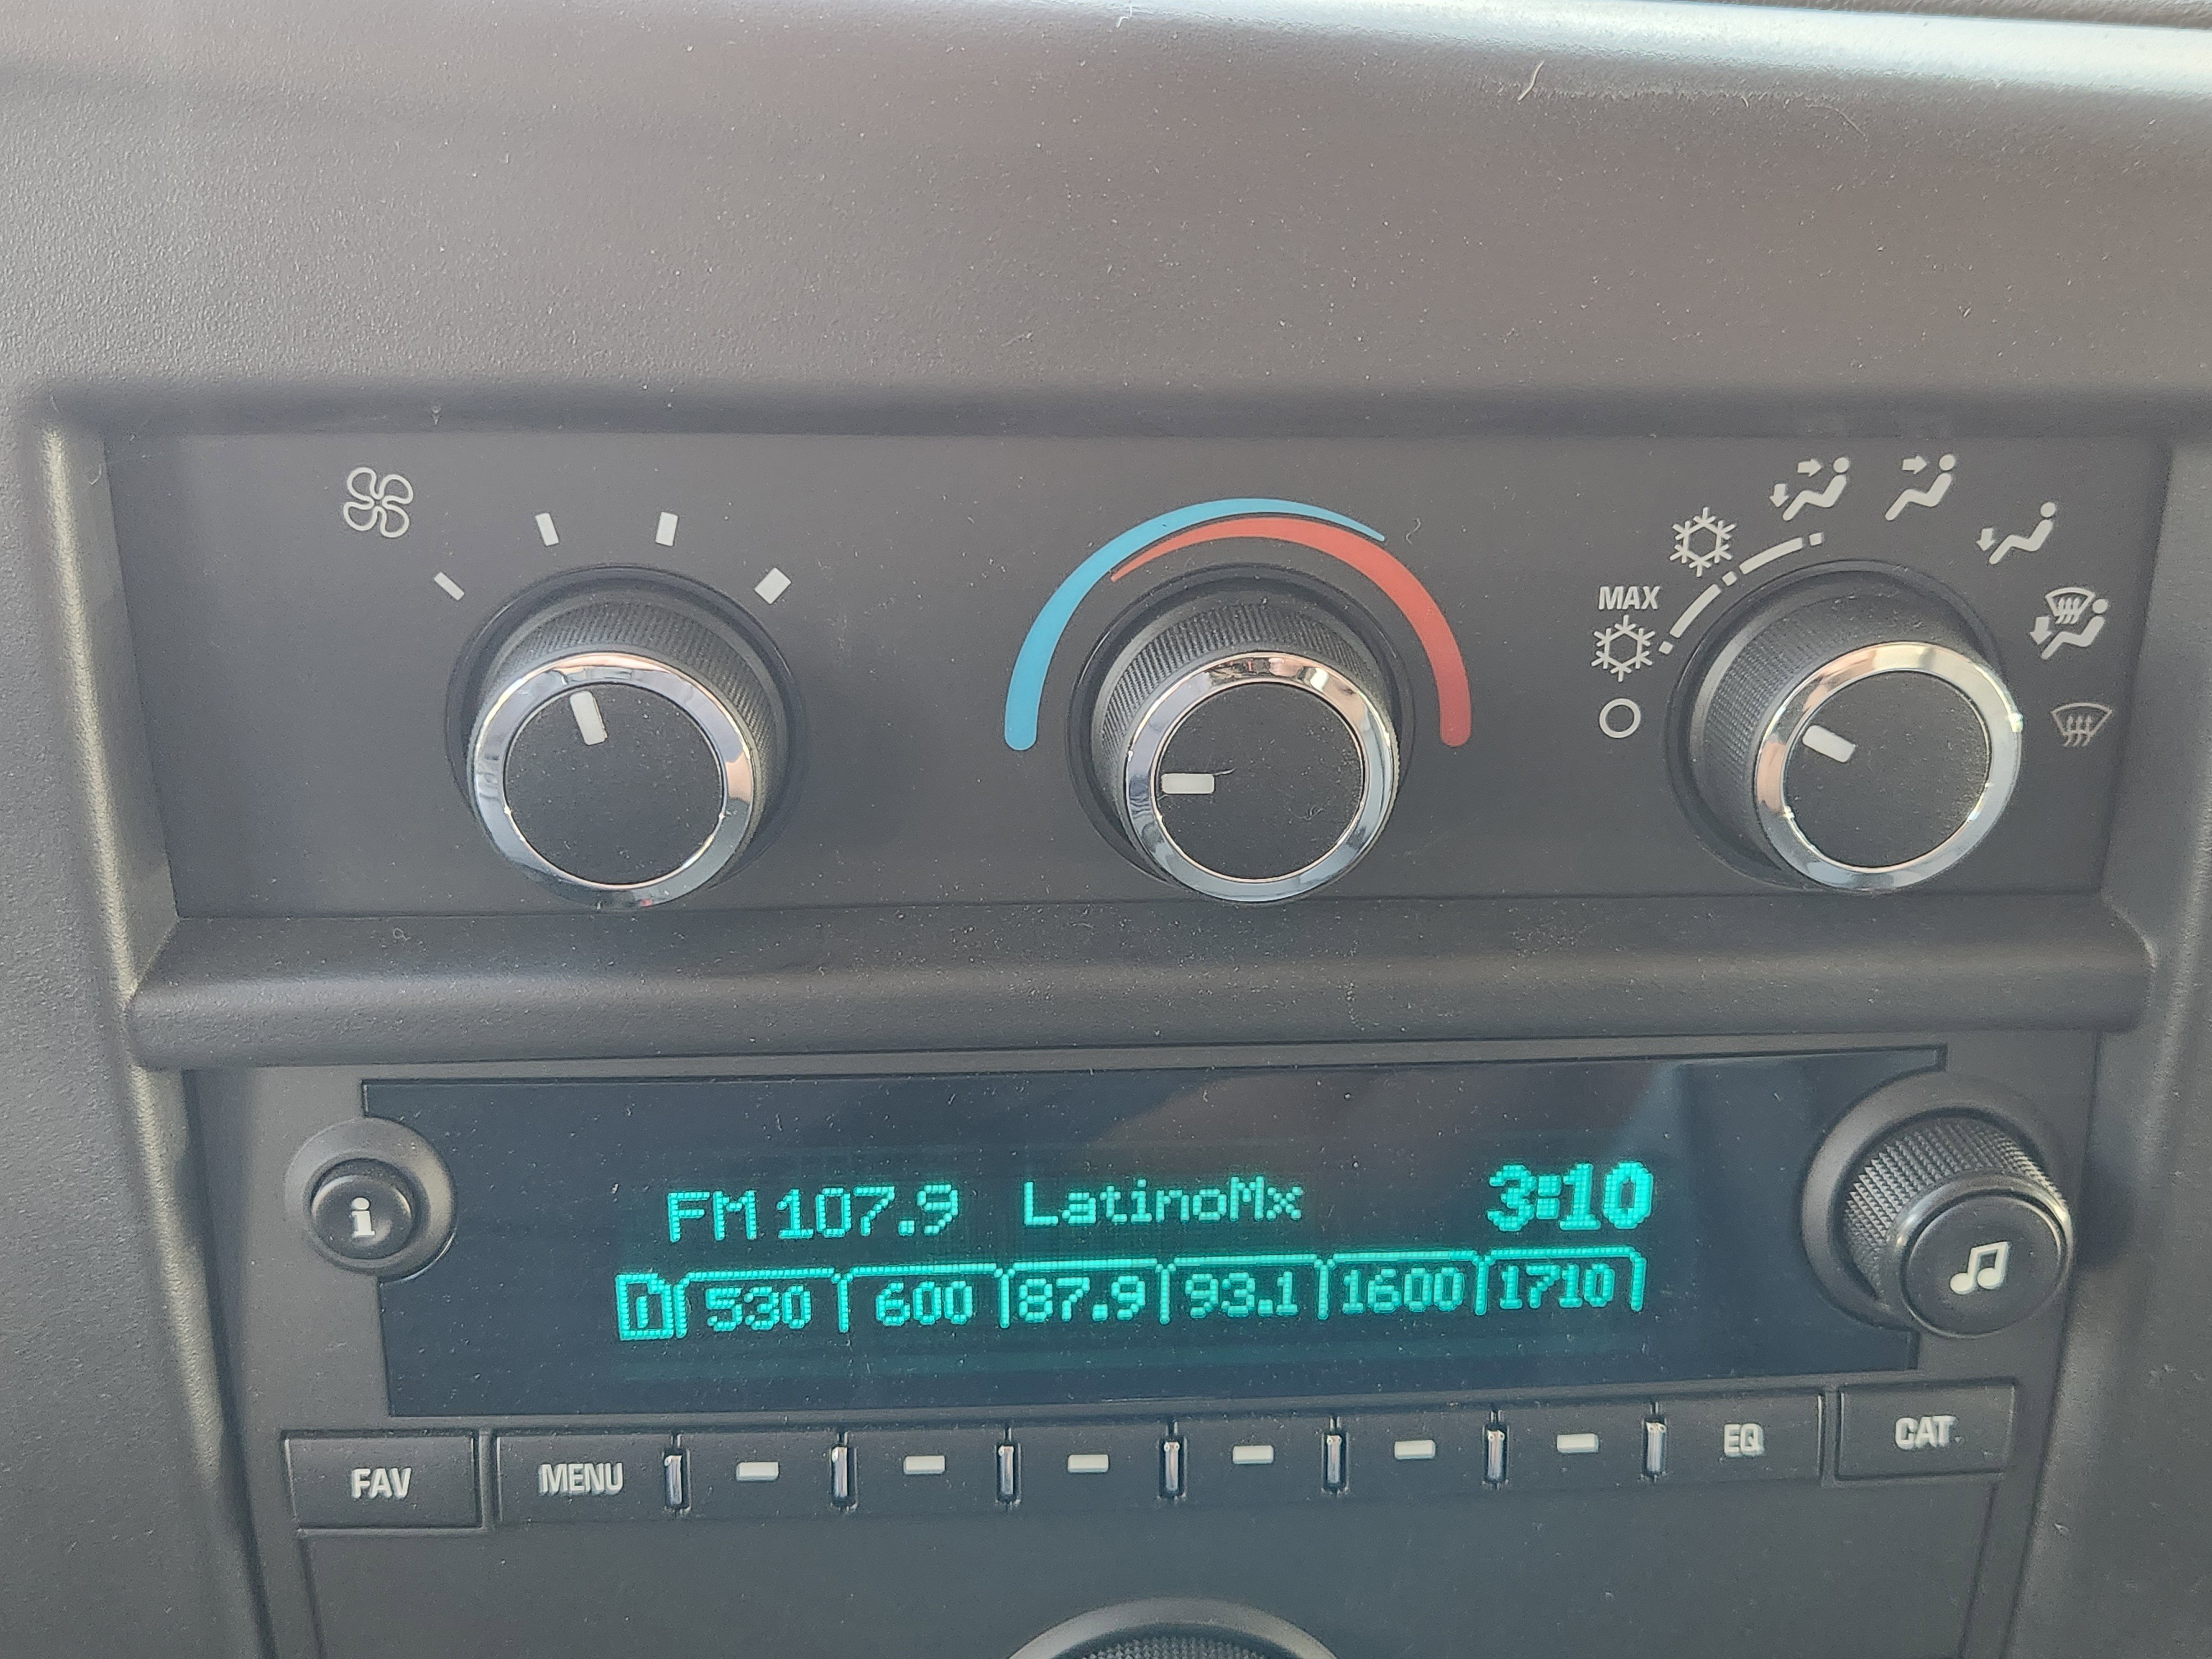 MAX
FM 107.9 LatinoMx 3:10
1 530 600 87.9 93.1 1600 1710
i
FAV MENU EQ CAT